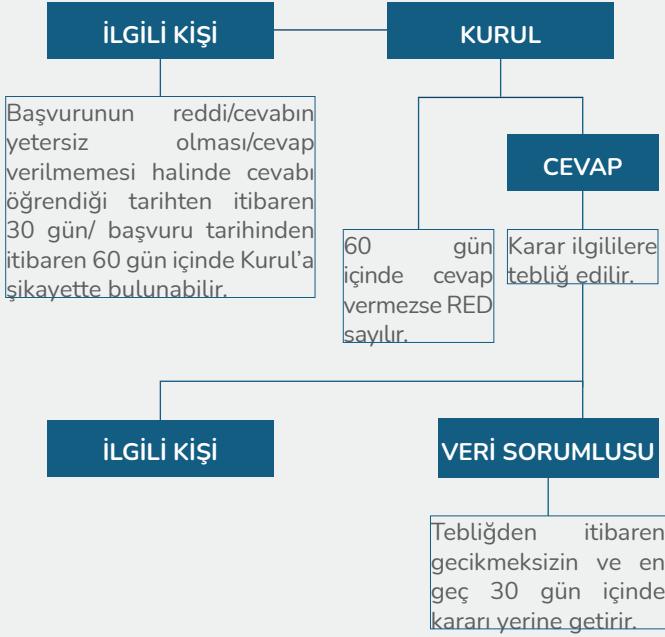 İLGİLİ KİŞİ
KURUL
Başvurunun reddi/cevabın
yetersiz olması/cevap
verilmemesi halinde cevabı
öğrendiği tarihten itibaren
30 gün/ başvuru tarihinden
itibaren 60 gün içinde Kurul’a
şikayette bulunabilir.
CEVAP
60 gün
içinde cevap
vermezse RED
sayılır.
Karar ilgililere
tebliğ edilir.
İLGİLİ KİŞİ
VERİ SORUMLUSU
Tebliğden itibaren
gecikmeksizin ve en
geç 30 gün içinde
kararı yerine getirir.